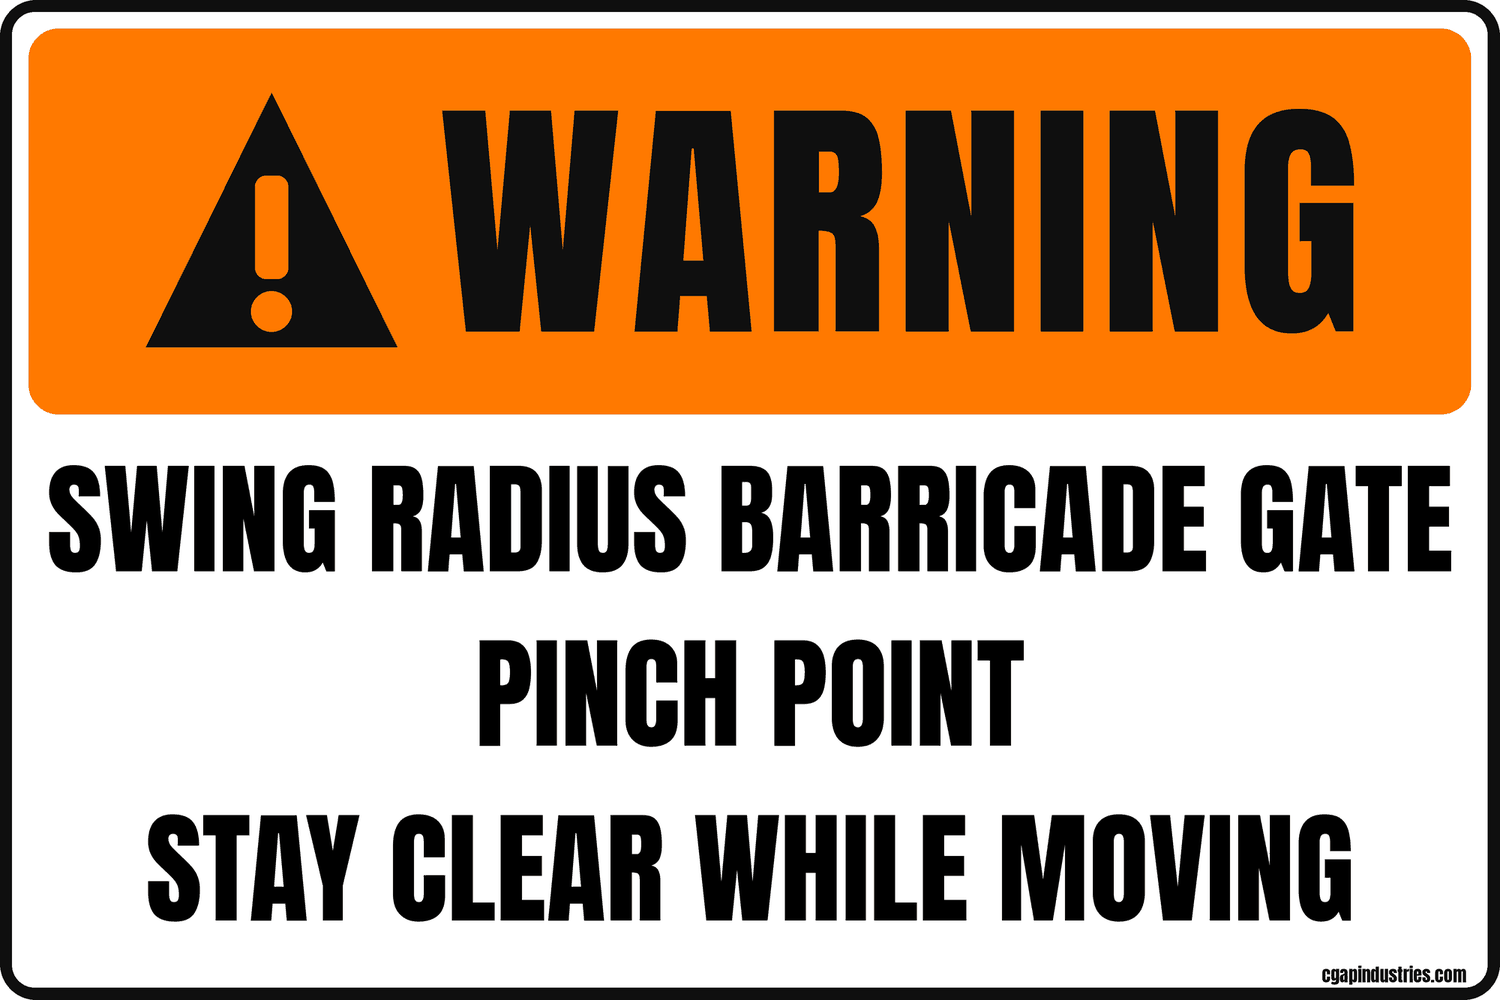 WARNING
SWING RADIUS BARRICADE GATE
PINCH POINT
STAY CLEAR WHILE MOVING
cgapindustries.com